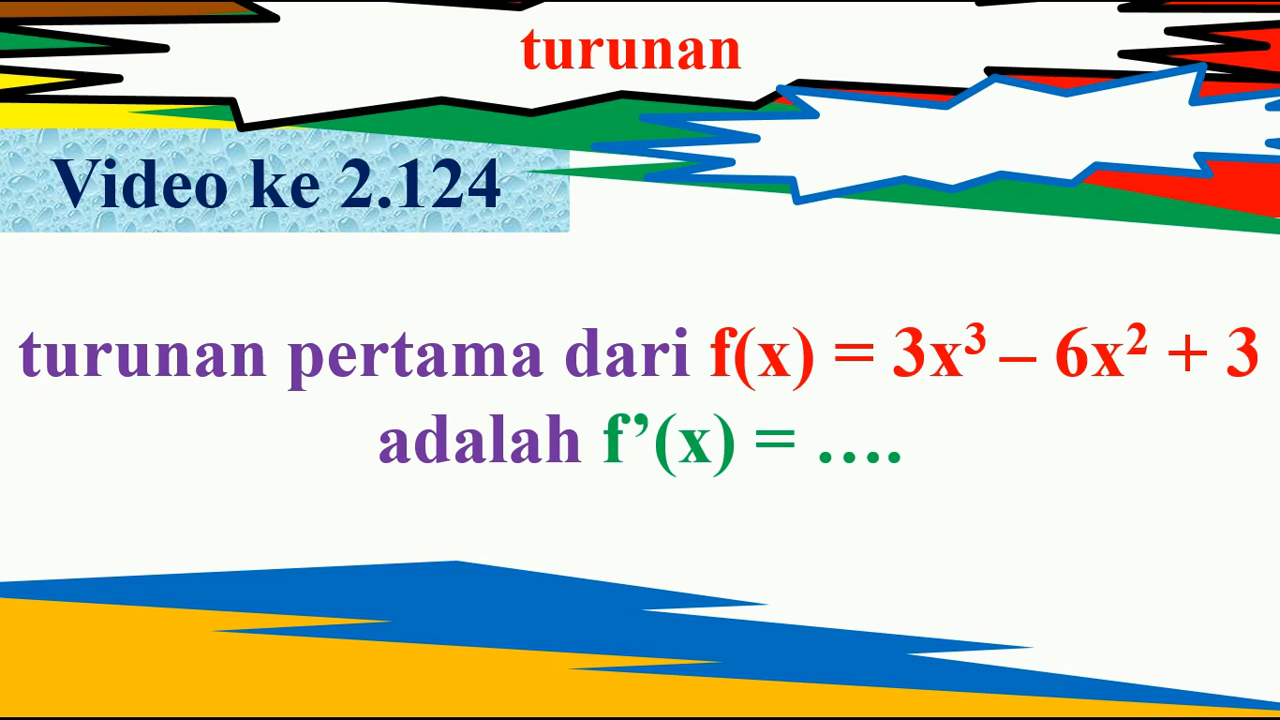 turunan
Video ke 2.124
turunan pertama dari f(x) = 3x³ – 6x² + 3
adalah f’(x) = ….